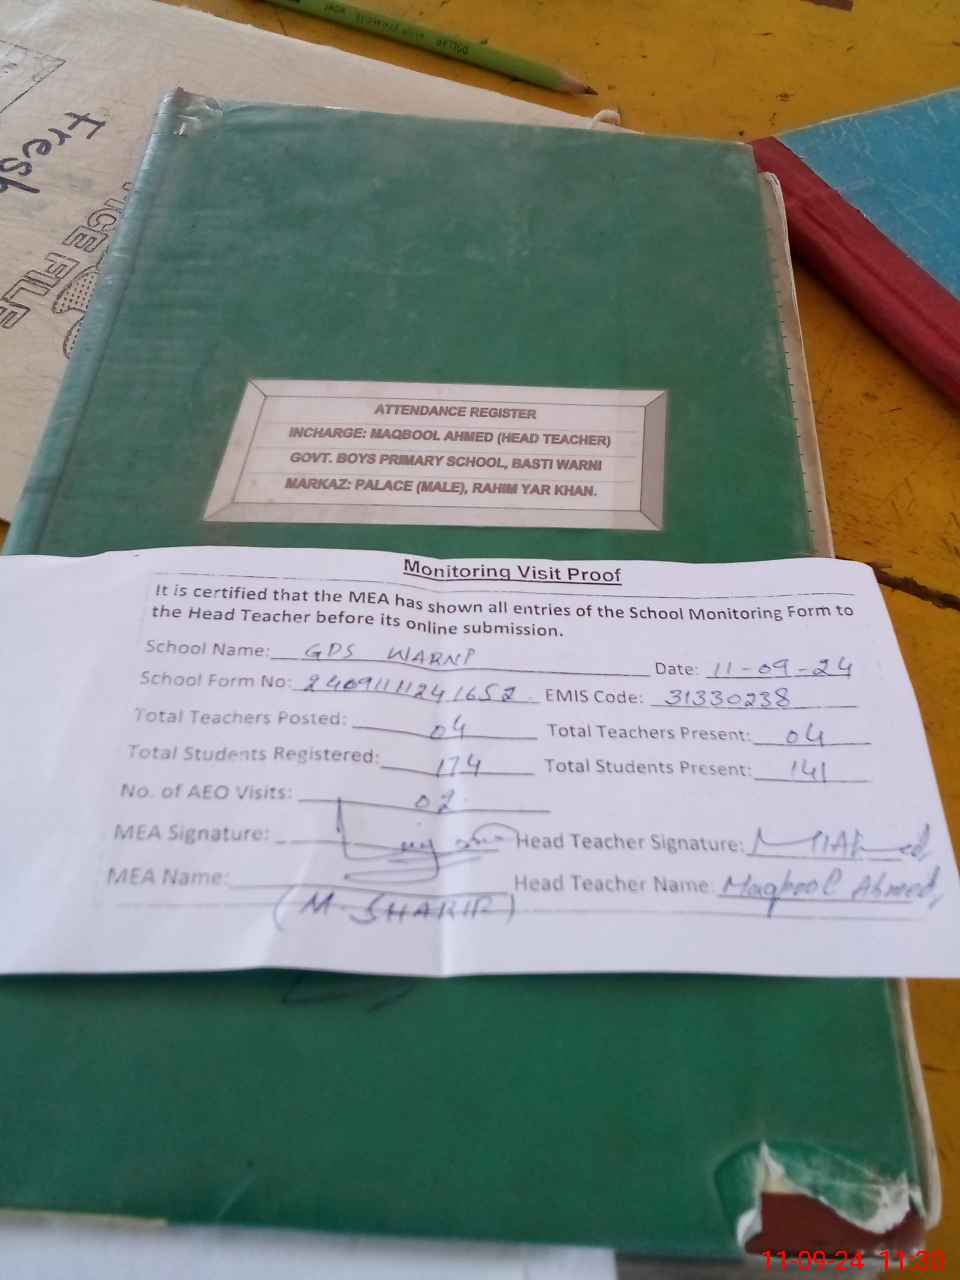 Fresh
OFFICE FILE
ATTENDANCE REGISTER
INCHARGE: MAQBOOL AHMED (HEAD TEACHER)
GOVT. BOYS PRIMARY SCHOOL, BASTI WARNI
MARKAZ: PALACE (MALE), RAHIM YAR KHAN.
Monitoring Visit Proof
It is certified that the MEA has shown all entries of the School Monitoring Form to
the Head Teacher before its online submission.
School Name: GPS WARNI Date: 11-09-24
School Form No: 2409111241652 EMIS Code: 31330238
Total Teachers Posted: 04 Total Teachers Present: 04
Total Students Registered: 174 Total Students Present: 141
No. of AEO Visits: 02
MEA Signature: Head Teacher Signature: MAhmed
MEA Name: Head Teacher Name: Maqbool Ahmed,
(M. SHAKIR)
11-09-24 11:30